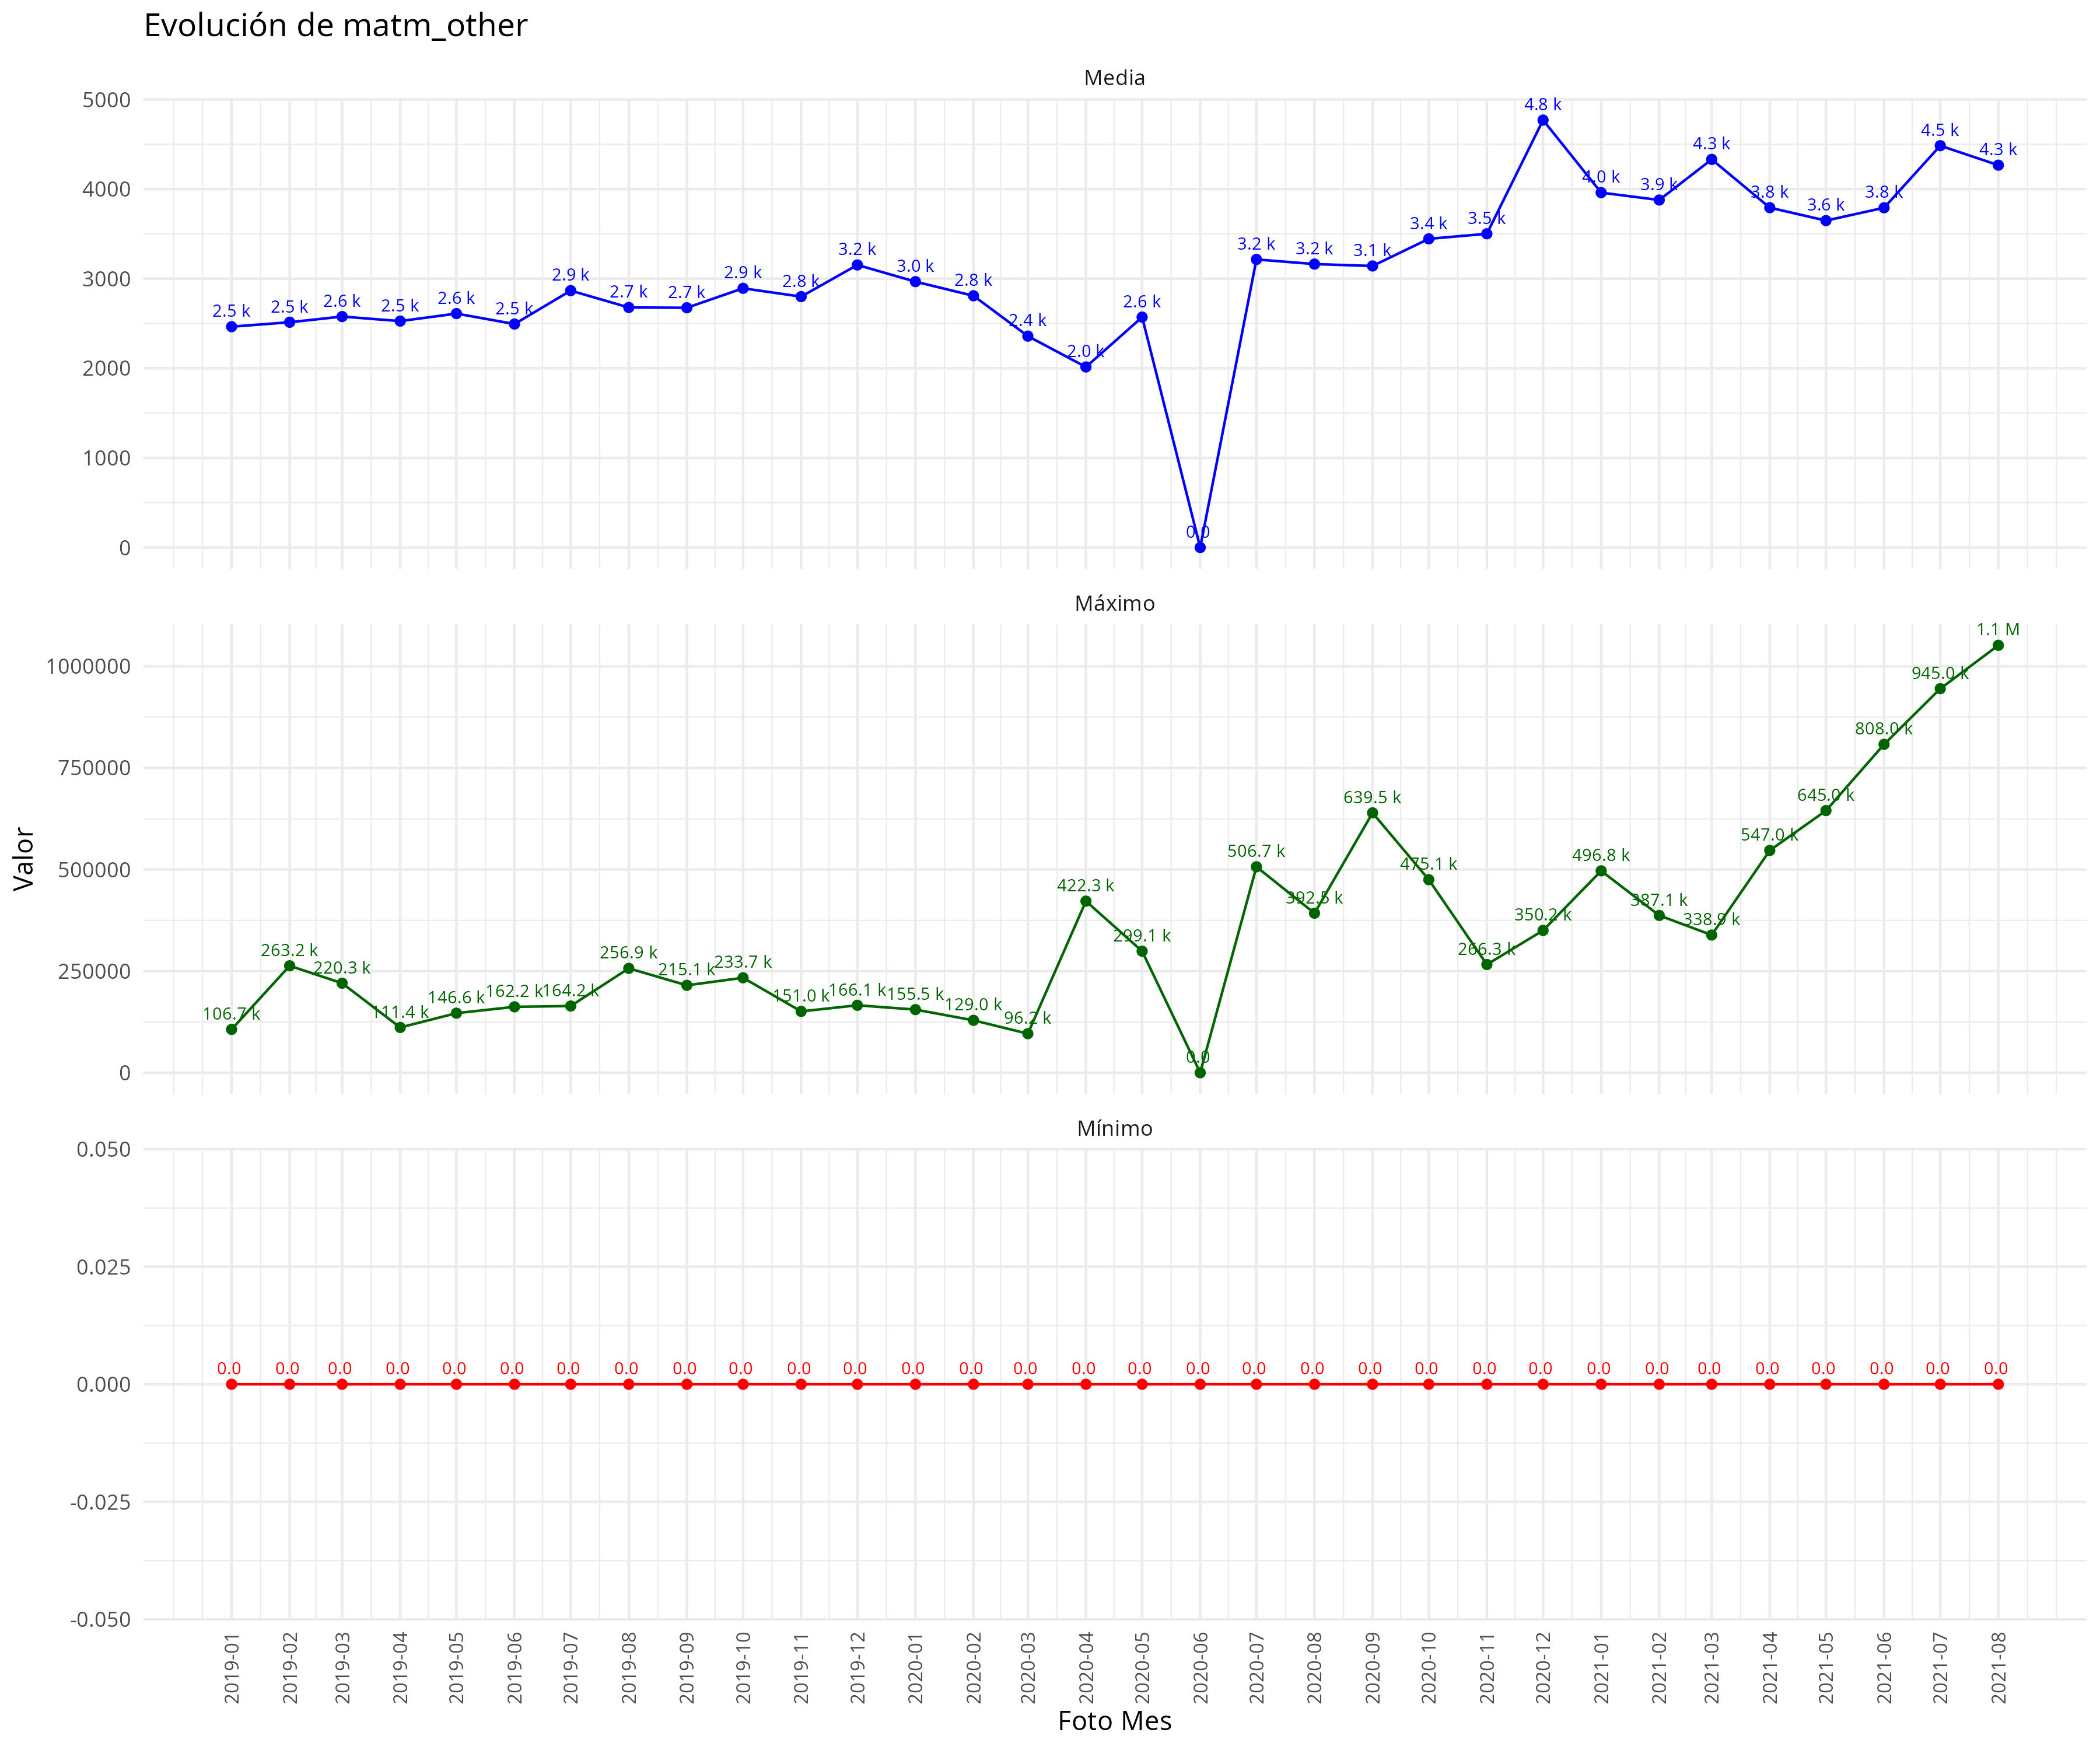 Evolución de matm_other
Media
5000
4000
3000
2000
1000
0
2.5 k 2.5 k 2.6 k 2.5 k 2.6 k 2.5 k 2.9 k 2.7 k 2.7 k 2.9 k 2.8 k 3.2 k 3.0 k 2.8 k 2.4 k 2.0 k 2.6 k 0.0 3.2 k 3.2 k 3.1 k 3.4 k 3.5 k 4.8 k 4.0 k 3.9 k 4.3 k 3.8 k 3.6 k 3.8 k 4.5 k 4.3 k
Máximo
1000000
750000
500000
250000
0
106.7 k 263.2 k 220.3 k 111.4 k 146.6 k 162.2 k 164.2 k 256.9 k 215.1 k 233.7 k 151.0 k 166.1 k 155.5 k 129.0 k 96.2 k 422.3 k 299.1 k 0.0 506.7 k 392.5 k 639.5 k 475.1 k 266.3 k 350.2 k 496.8 k 387.1 k 338.9 k 547.0 k 645.0 k 808.0 k 945.0 k 1.1 M
Valor
Mínimo
0.050
0.025
0.000
-0.025
-0.050
0.0 0.0 0.0 0.0 0.0 0.0 0.0 0.0 0.0 0.0 0.0 0.0 0.0 0.0 0.0 0.0 0.0 0.0 0.0 0.0 0.0 0.0 0.0 0.0 0.0 0.0 0.0 0.0 0.0 0.0 0.0 0.0
2019-01 2019-02 2019-03 2019-04 2019-05 2019-06 2019-07 2019-08 2019-09 2019-10 2019-11 2019-12 2020-01 2020-02 2020-03 2020-04 2020-05 2020-06 2020-07 2020-08 2020-09 2020-10 2020-11 2020-12 2021-01 2021-02 2021-03 2021-04 2021-05 2021-06 2021-07 2021-08
Foto Mes